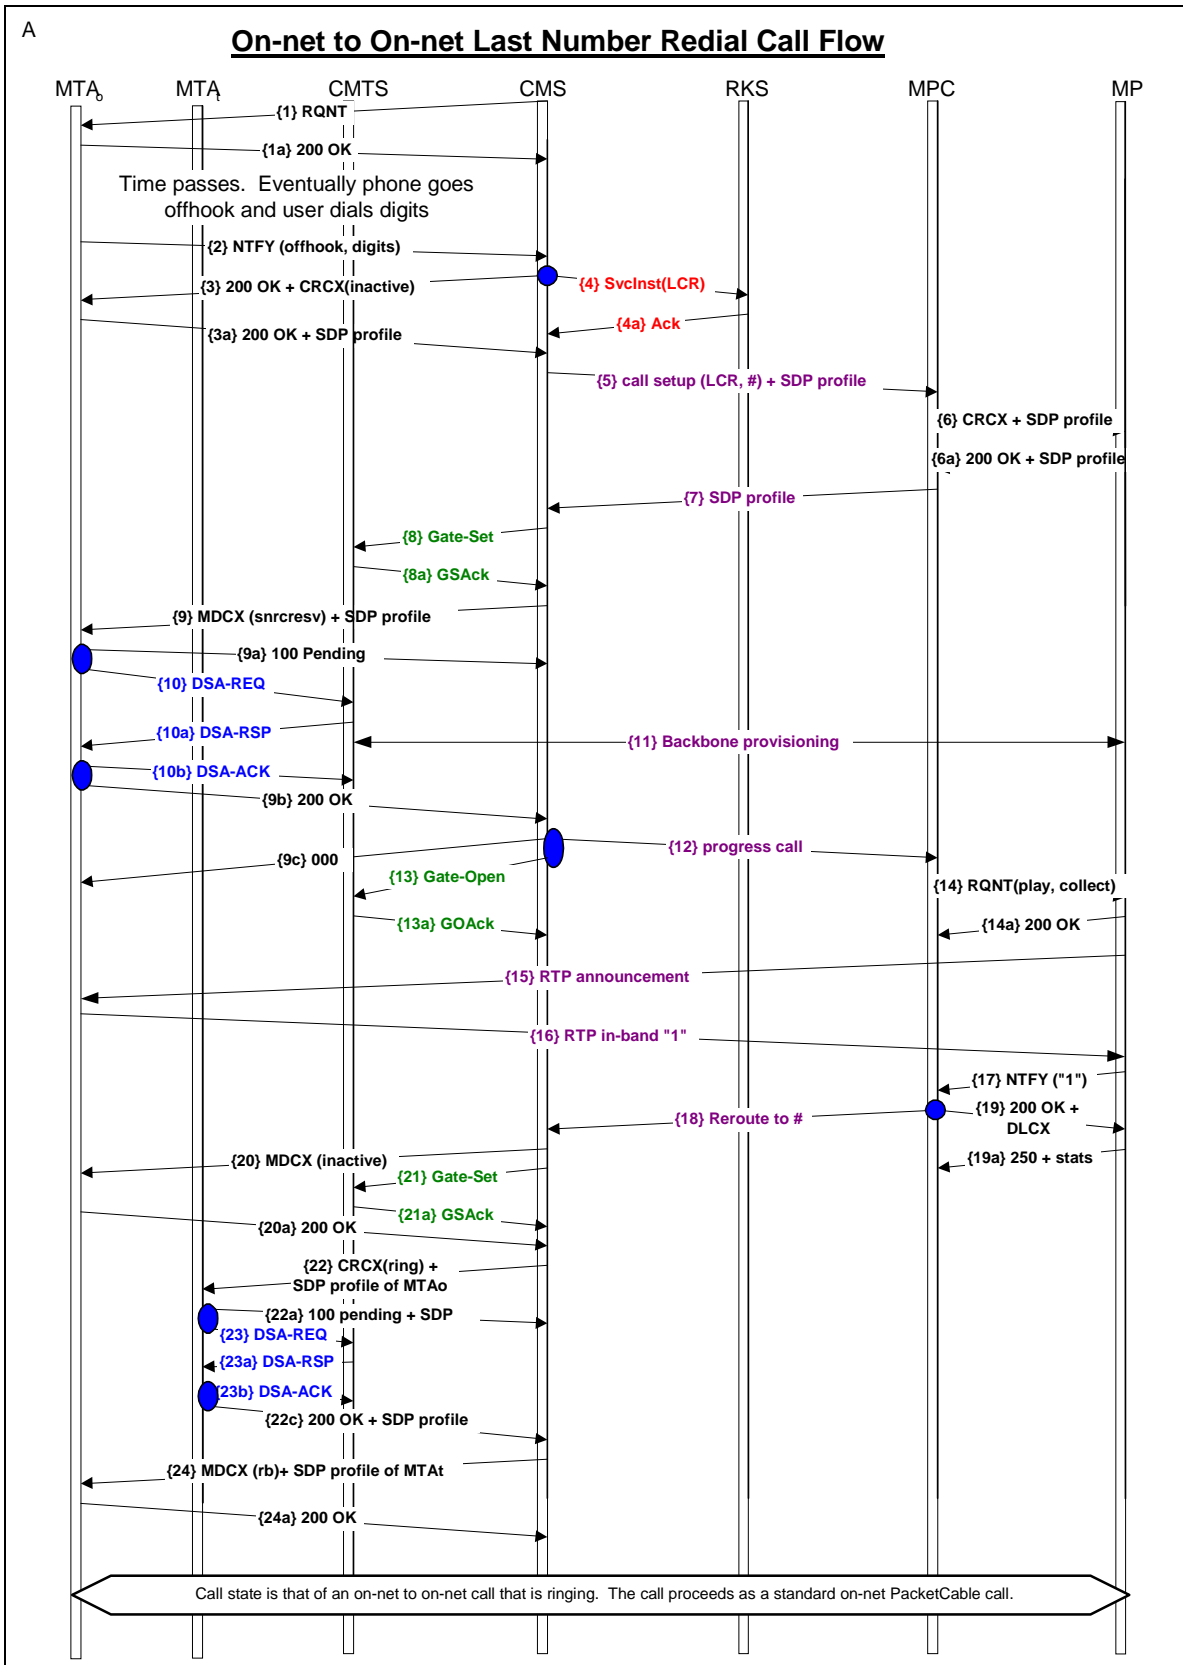 A
On-net to On-net Last Number Redial Call Flow
MTAo MTAt CMTS CMS RKS MPC MP
{1} RQNT
{1a} 200 OK
Time passes. Eventually phone goes
offhook and user dials digits
{2} NTFY (offhook, digits)
{3} 200 OK + CRCX(inactive)
{4} SvcInst(LCR)
{4a} Ack
{3a} 200 OK + SDP profile
{5} call setup (LCR, #) + SDP profile
{6} CRCX + SDP profile
{6a} 200 OK + SDP profile
{7} SDP profile
{8} Gate-Set
{8a} GSAck
{9} MDCX (snrcresv) + SDP profile
{9a} 100 Pending
{10} DSA-REQ
{10a} DSA-RSP
{11} Backbone provisioning
{10b} DSA-ACK
{9b} 200 OK
{12} progress call
{9c} 000
{13} Gate-Open
{14} RQNT(play, collect)
{13a} GOAck
{14a} 200 OK
{15} RTP announcement
{16} RTP in-band "1"
{17} NTFY ("1")
{18} Reroute to #
{19} 200 OK +
DLCX
{20} MDCX (inactive)
{19a} 250 + stats
{21} Gate-Set
{21a} GSAck
{20a} 200 OK
{22} CRCX(ring) +
SDP profile of MTAo
{22a} 100 pending + SDP
{23} DSA-REQ
{23a} DSA-RSP
{23b} DSA-ACK
{22c} 200 OK + SDP profile
{24} MDCX (rb)+ SDP profile of MTAt
{24a} 200 OK
Call state is that of an on-net to on-net call that is ringing. The call proceeds as a standard on-net PacketCable call.